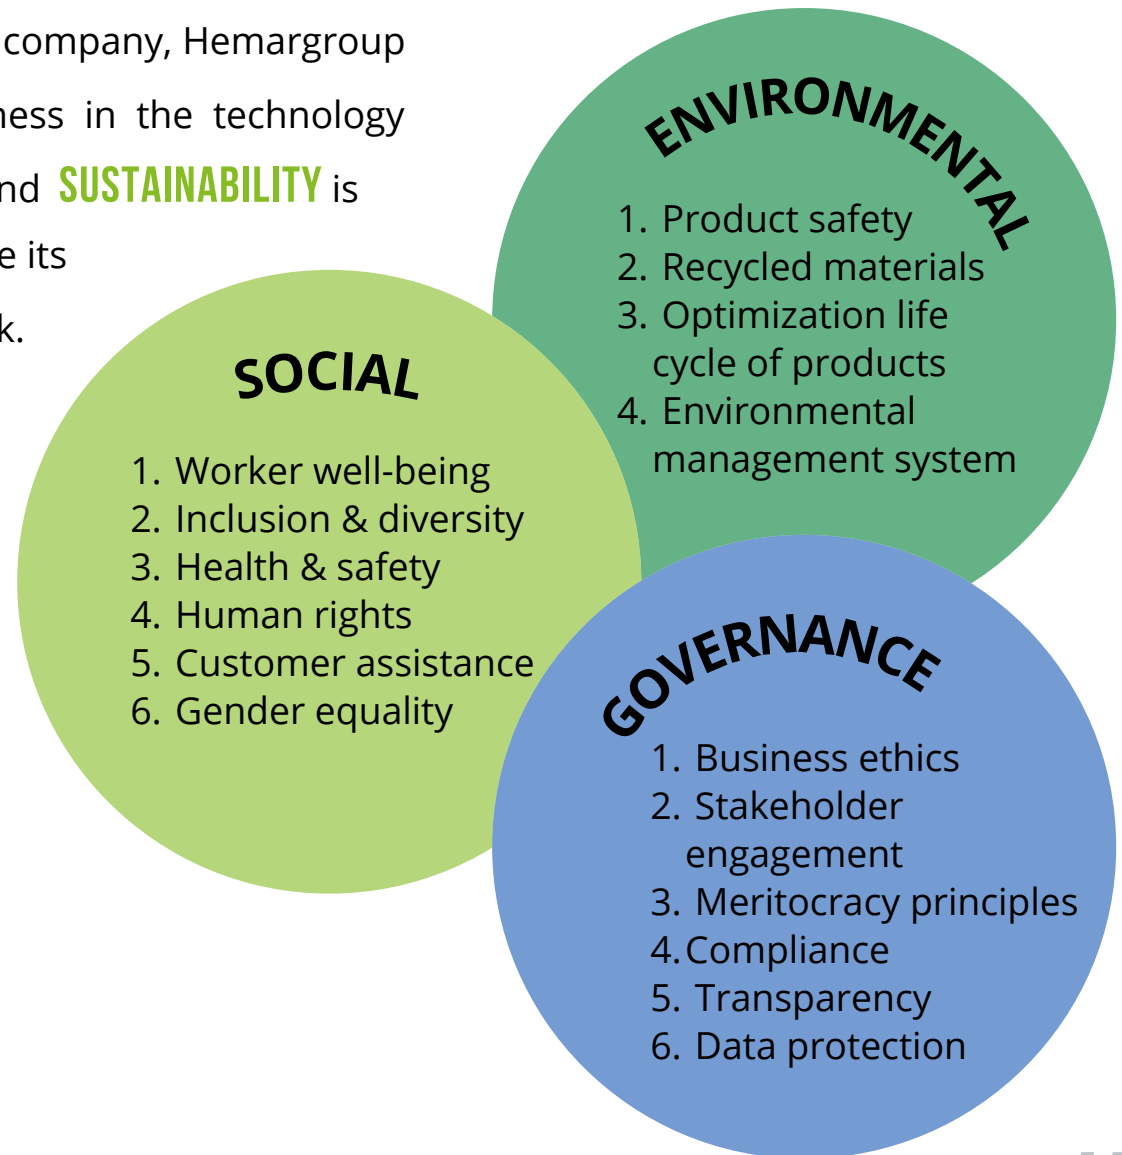 company, Hemargroup
ness in the technology
nd SUSTAINABILITY is
e its
k.
ENVIRONMENTAL
1. Product safety
2. Recycled materials
3. Optimization life
cycle of products
4. Environmental
management system
SOCIAL
1. Worker well-being
2. Inclusion & diversity
3. Health & safety
4. Human rights
5. Customer assistance
6. Gender equality
GOVERNANCE
1. Business ethics
2. Stakeholder
engagement
3. Meritocracy principles
4. Compliance
5. Transparency
6. Data protection